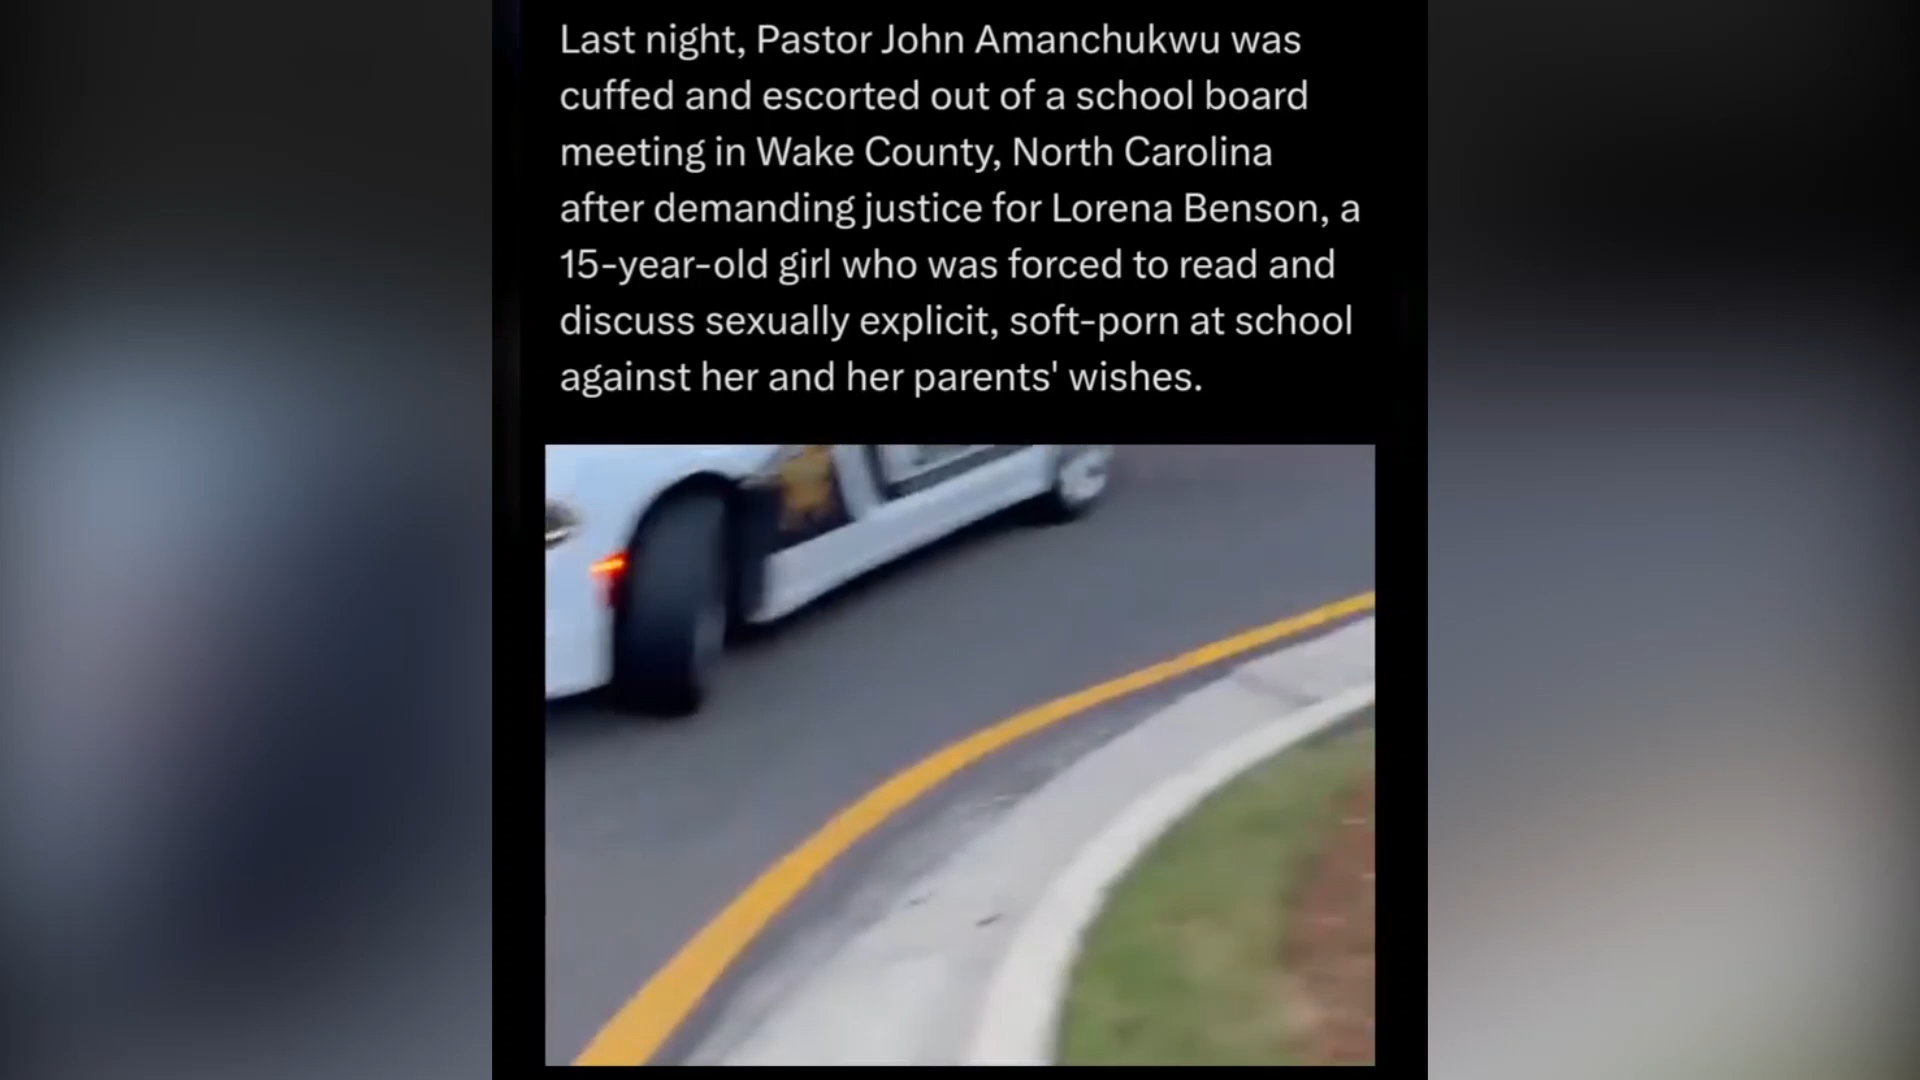 Last night, Pastor John Amanchukwu was
cuffed and escorted out of a school board
meeting in Wake County, North Carolina
after demanding justice for Lorena Benson, a
15-year-old girl who was forced to read and
discuss sexually explicit, soft-porn at school
against her and her parents' wishes.